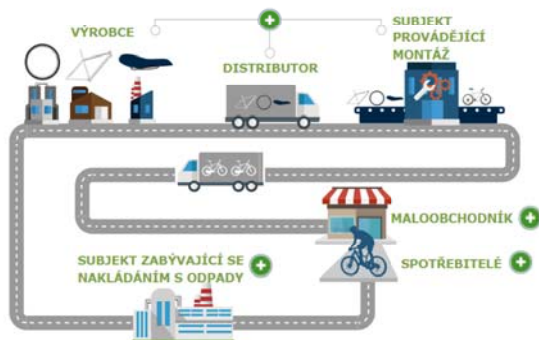 VÝROBCE
DISTRIBUTOR
SUBJEKT
PROVÁDĚJÍCÍ
MONTÁŽ
MALOOBCHODNÍK
SPOTŘEBITELÉ
SUBJEKT ZABÝVAJÍCÍ SE
NAKLÁDÁNÍM S ODPADY